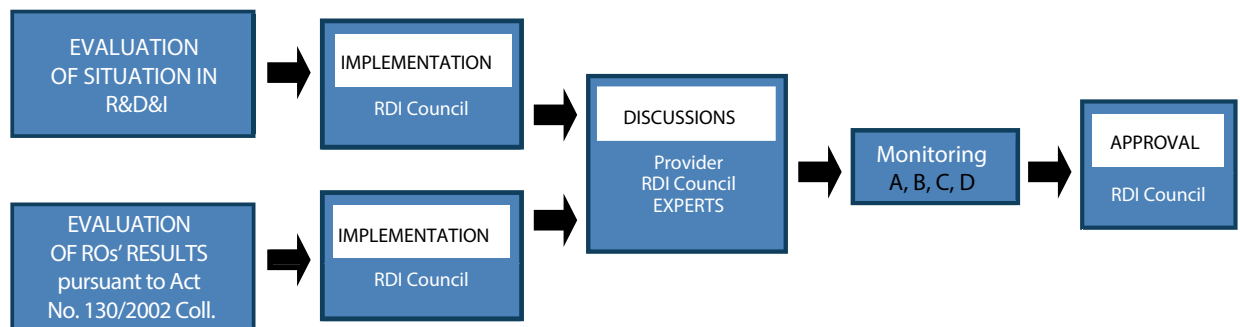 EVALUATION
OF SITUATION IN
R&D&I
IMPLEMENTATION
RDI Council
EVALUATION
OF ROs' RESULTS
pursuant to Act
No. 130/2002 Coll.
IMPLEMENTATION
RDI Council
DISCUSSIONS
Provider
RDI Council
EXPERTS
Monitoring
A, B, C, D
APPROVAL
RDI Council